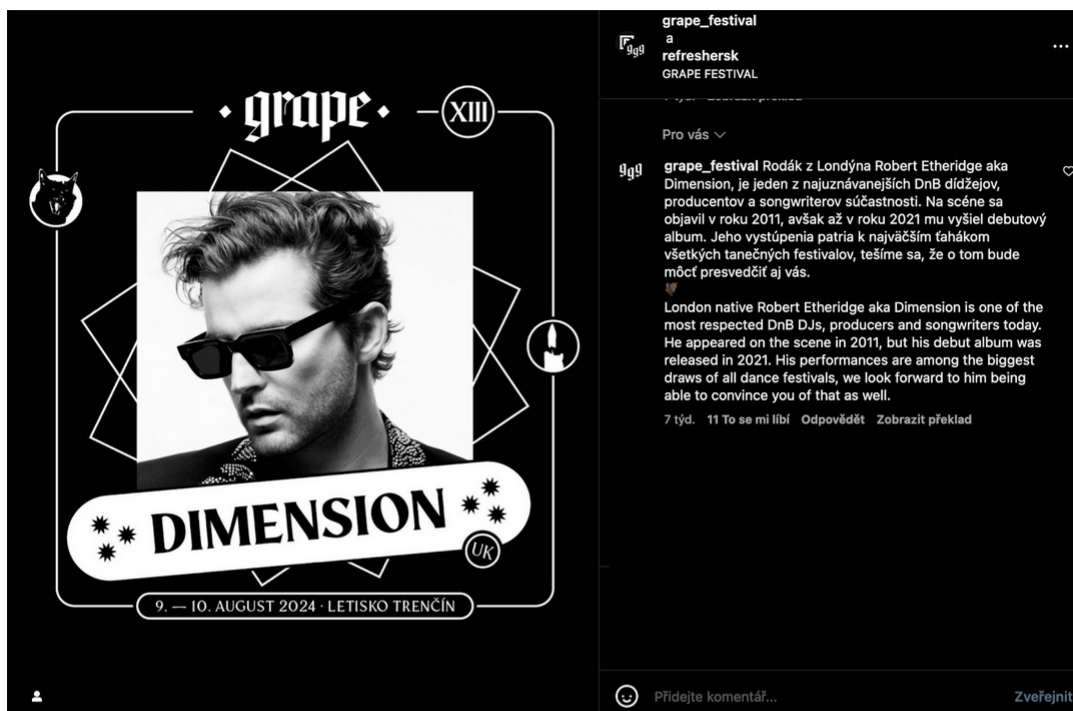 grape
XIII
DIMENSION
UK
9. — 10. AUGUST 2024 · LETISKO TRENČÍN
ggg
grape_festival
a
refreshersk
GRAPE FESTIVAL
Pro vás
ggg
grape_festival Rodák z Londýna Robert Etheridge aka
Dimension, je jeden z najuznávanejších DnB dídžejov,
producentov a songwriterov súčastnosti. Na scéne sa
objavil v roku 2011, avšak až v roku 2021 mu vyšiel debutový
album. Jeho vystúpenia patria k najväčším ťahákom
všetkých tanečných festivalov, tešíme sa, že o tom bude
môcť presvedčiť aj vás.
London native Robert Etheridge aka Dimension is one of the
most respected DnB DJs, producers and songwriters today.
He appeared on the scene in 2011, but his debut album was
released in 2021. His performances are among the biggest
draws of all dance festivals, we look forward to him being
able to convince you of that as well.
7 týd. 11 To se mi líbí Odpovědět Zobrazit překlad
Přidejte komentář...
Zveřejnit